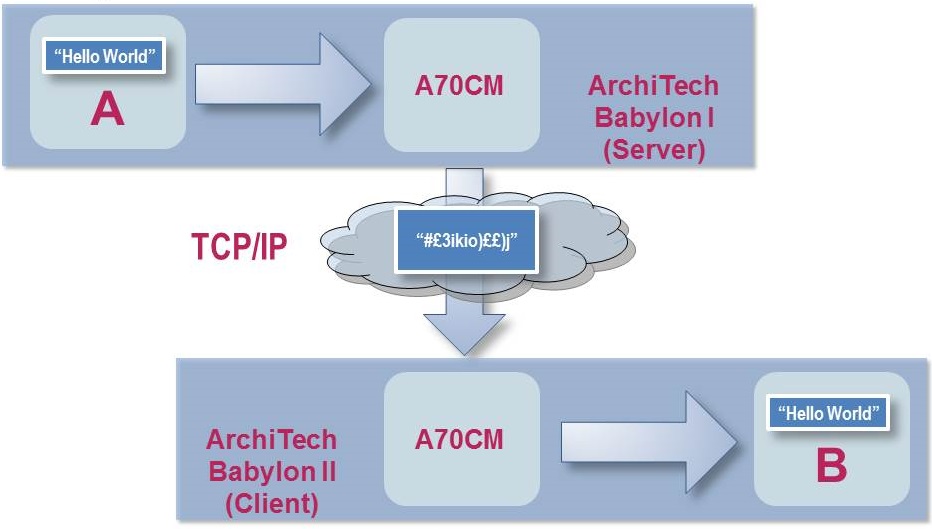 “Hello World”
A
A70CM
ArchiTech
Babylon I
(Server)
TCP/IP
“#£3ikio)££)j”
ArchiTech
Babylon II
(Client)
A70CM
“Hello World”
B